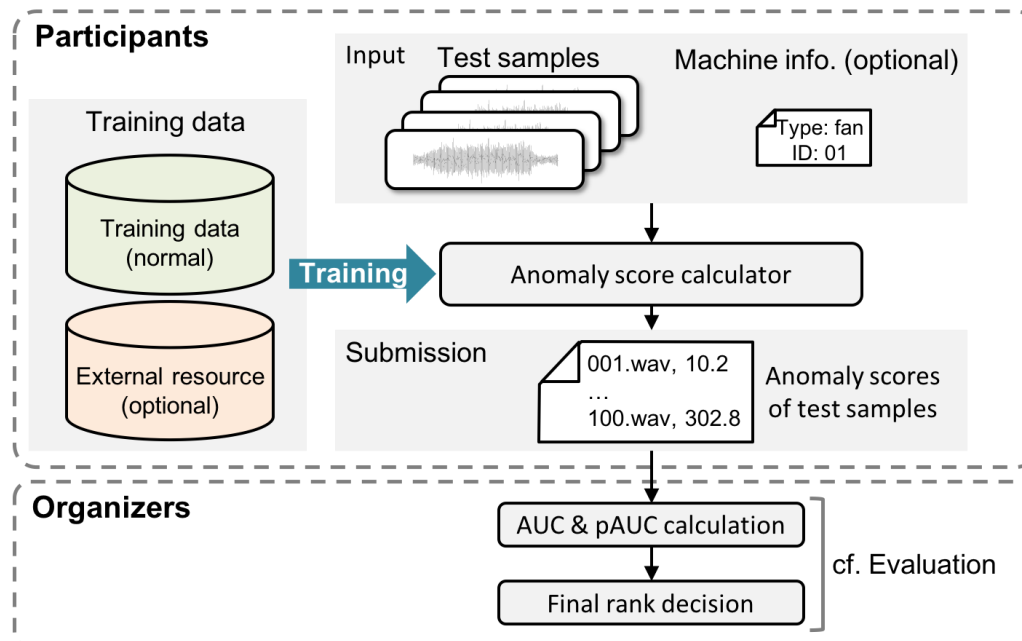 Participants
Input
Test samples
Machine info. (optional)
Type: fan
ID: 01
Training data
Training data
(normal)
External resource
(optional)
Training
Anomaly score calculator
Submission
001.wav, 10.2
...
100.wav, 302.8
Anomaly scores
of test samples
Organizers
AUC & pAUC calculation
Final rank decision
cf. Evaluation